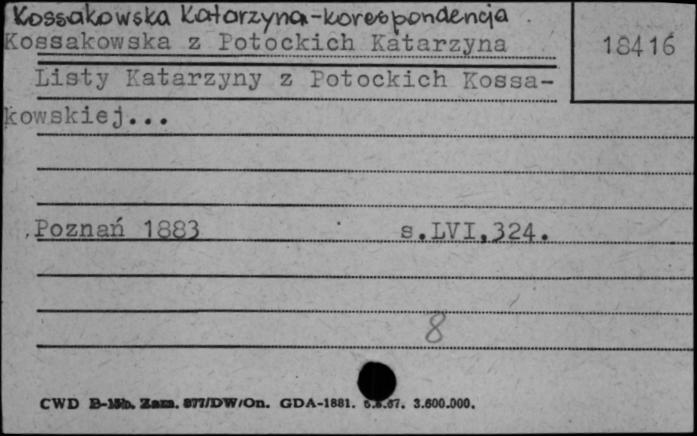 Kossakowska Katarzyna-korespondencja
Kossakowska z Potockich Katarzyna
18416
Listy Katarzyny z Potockich Kossa-
kowskiej...
Poznań 1883 s.LVI,324.
8
CWD Zam. 877/DW/On. GDA-1881. 3.600.000.